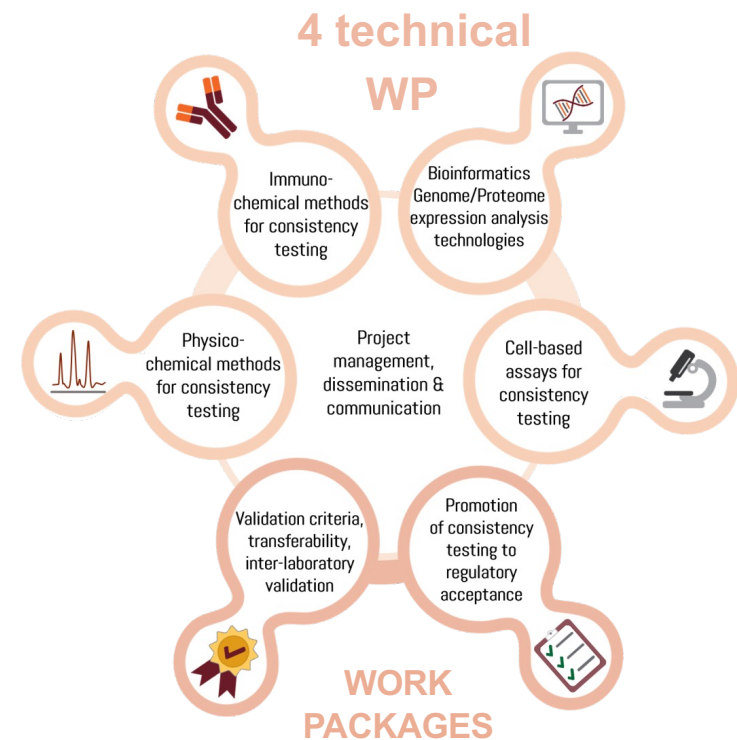 4 technical
WP
Immuno-
chemical methods
for consistency
testing
Bioinformatics
Genome/Proteome
expression analysis
technologies
Physico-
chemical methods
for consistency
testing
Project
management,
dissemination &
communication
Cell-based
assays for
consistency
testing
Validation criteria,
transferability,
inter-laboratory
validation
Promotion
of consistency
testing to
regulatory
acceptance
WORK
PACKAGES